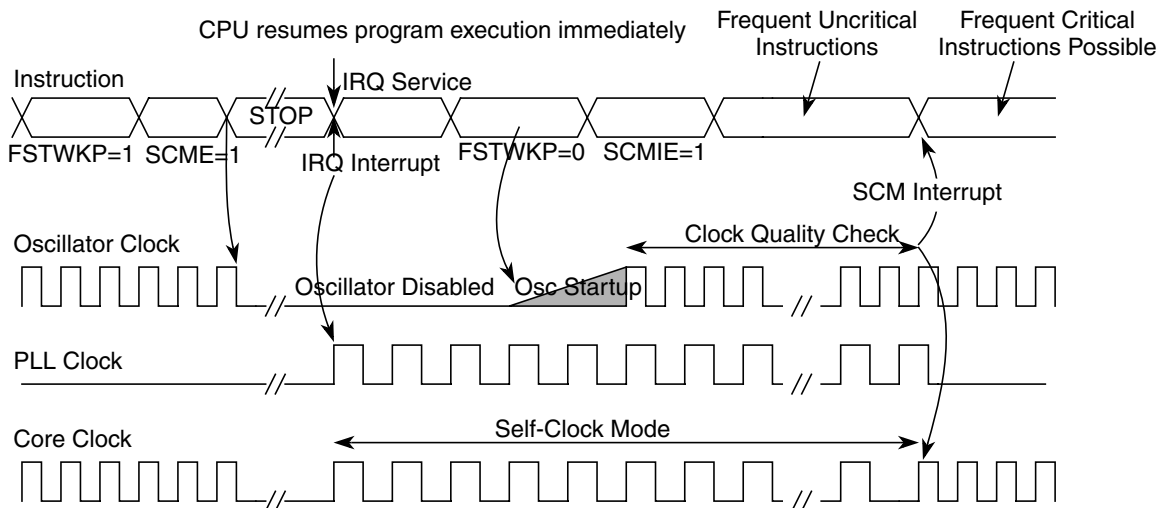 CPU resumes program execution immediately
Frequent Uncritical
Instructions
Frequent Critical
Instructions Possible
Instruction
IRQ Service
STOP
FSTWKP=1
SCME=1
IRQ Interrupt
FSTWKP=0
SCMIE=1
SCM Interrupt
Oscillator Clock
Clock Quality Check
Oscillator Disabled
Osc Startup
PLL Clock
Core Clock
Self-Clock Mode